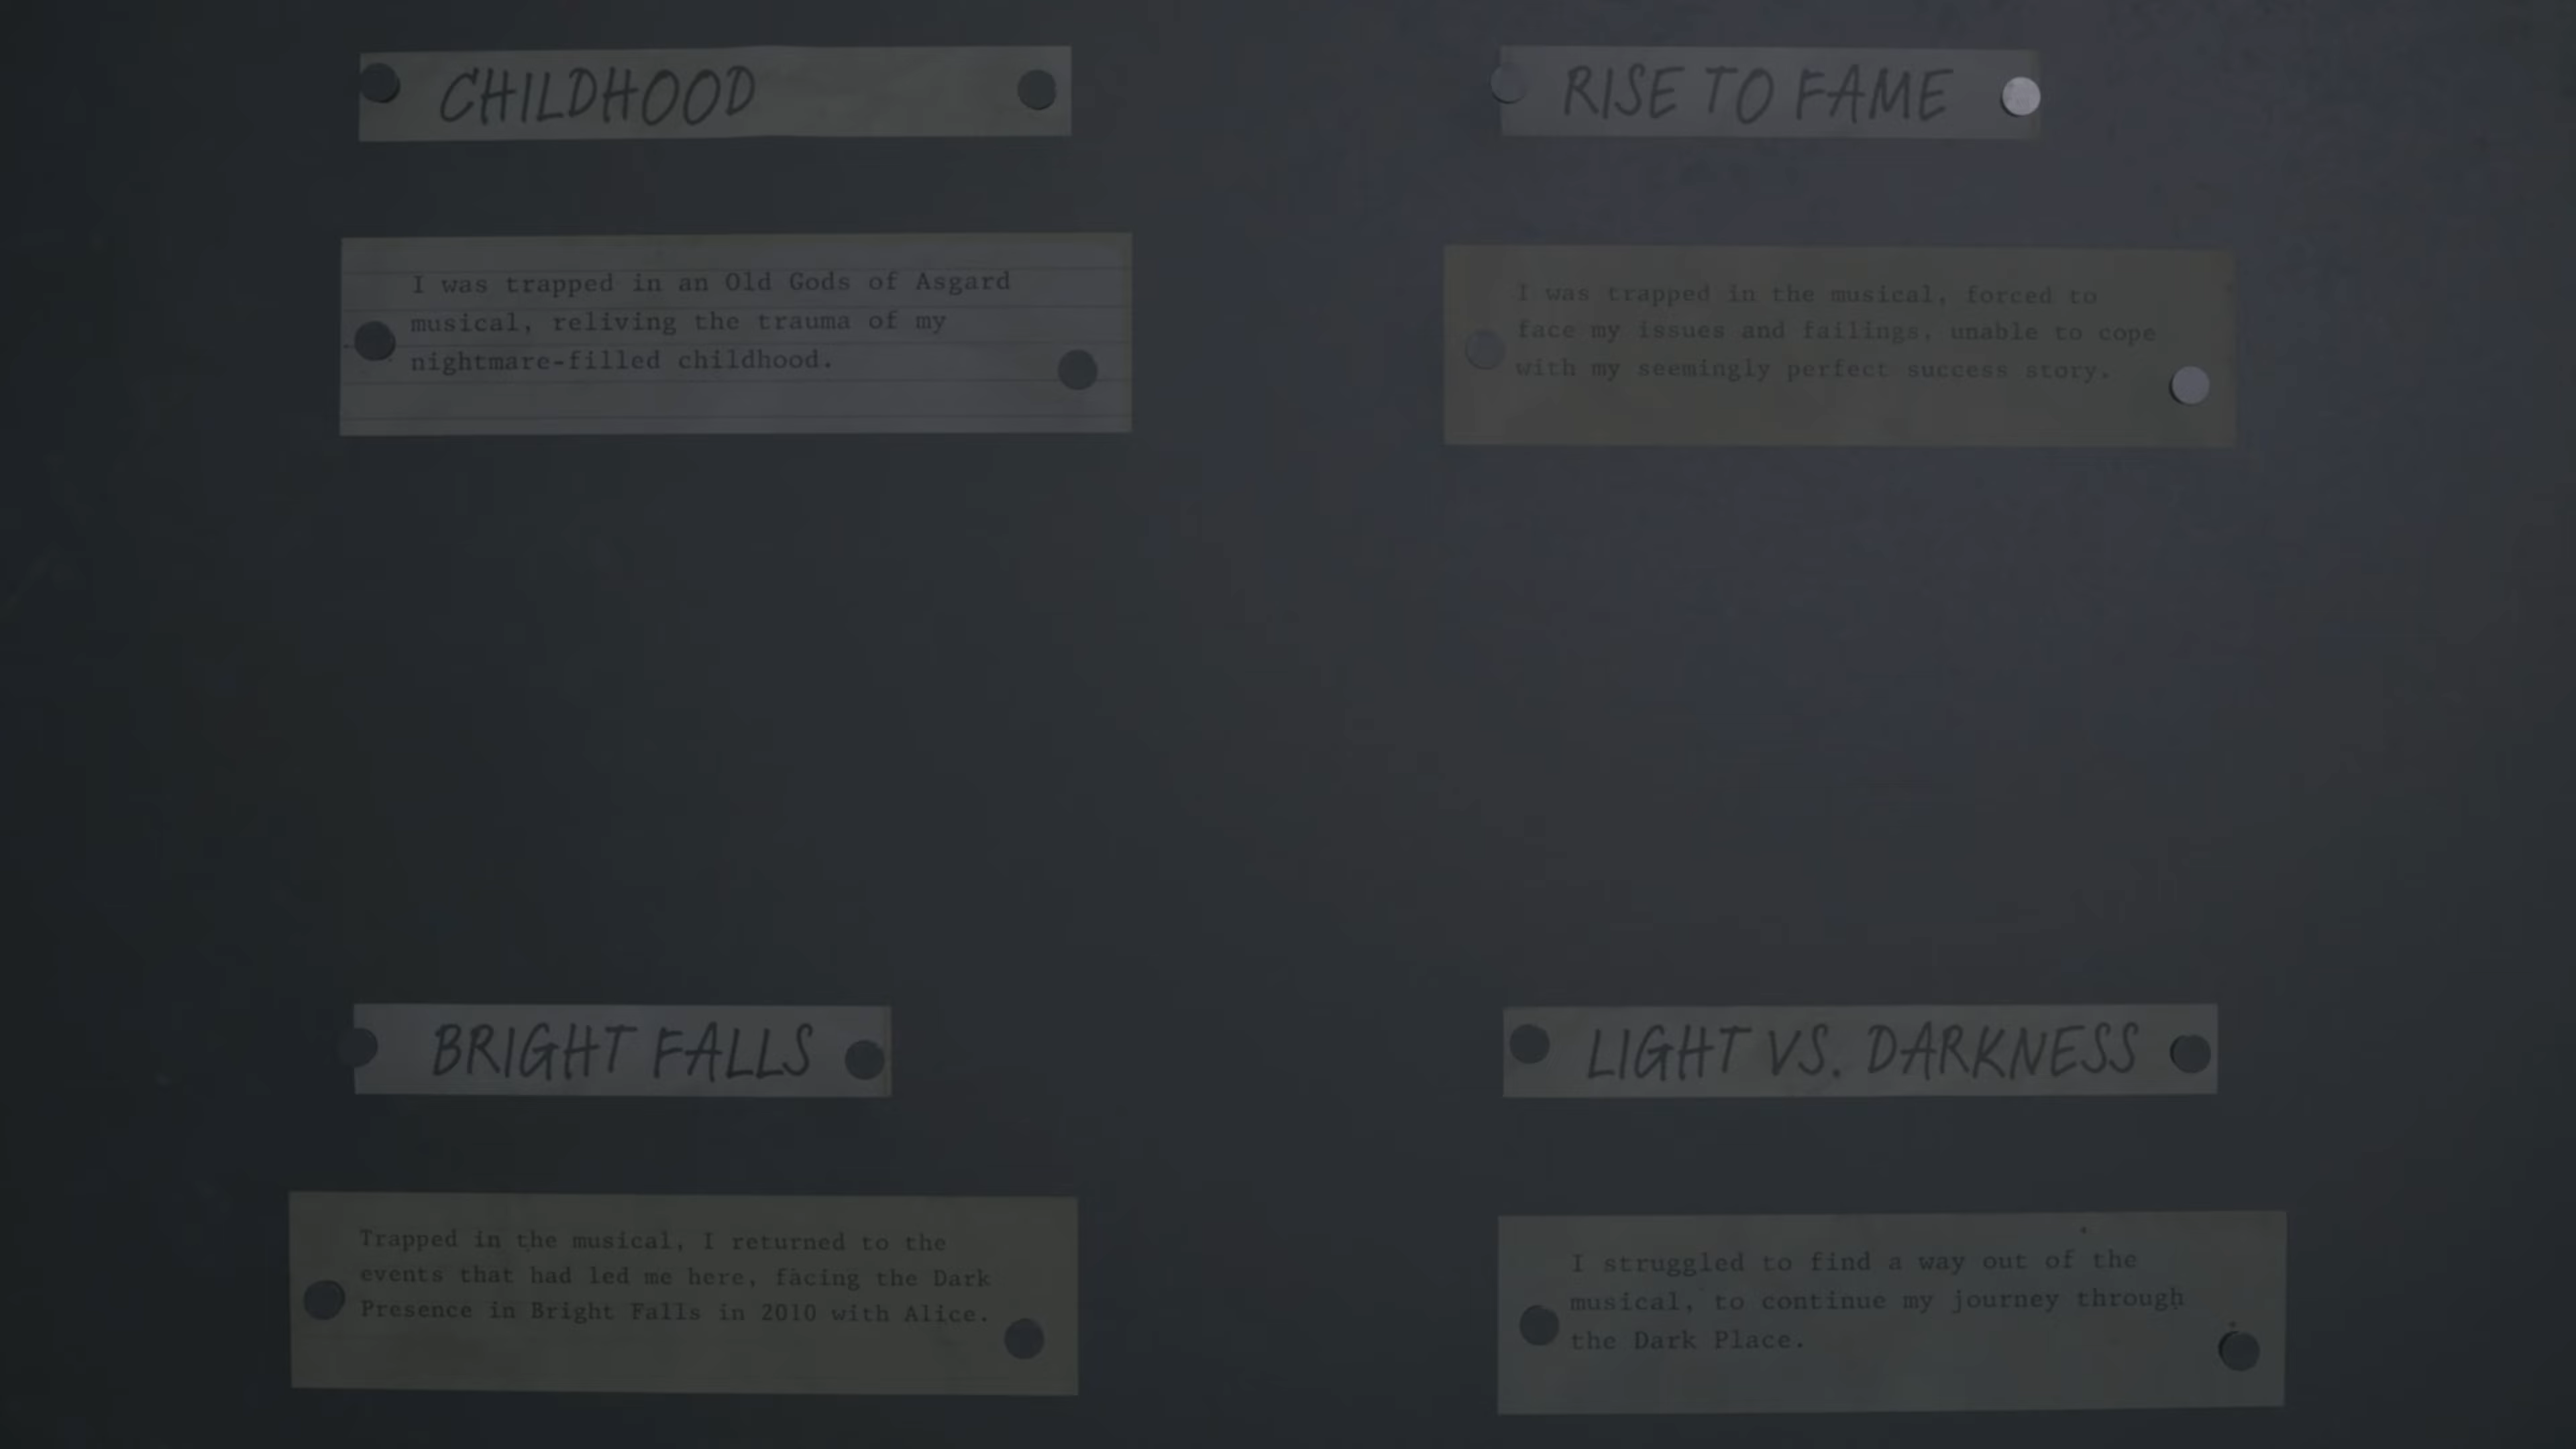 CHILDHOOD
I was trapped in an Old Gods of Asgard
musical, reliving the trauma of my
nightmare-filled childhood.
RISE TO FAME
I was trapped in the musical, forced to
face my issues and failings, unable to cope
with my seemingly perfect success story.
BRIGHT FALLS
Trapped in the musical, I returned to the
events that had led me here, facing the Dark
Presence in Bright Falls in 2010 with Alice.
LIGHT VS. DARKNESS
I struggled to find a way out of the
musical, to continue my journey through
the Dark Place.